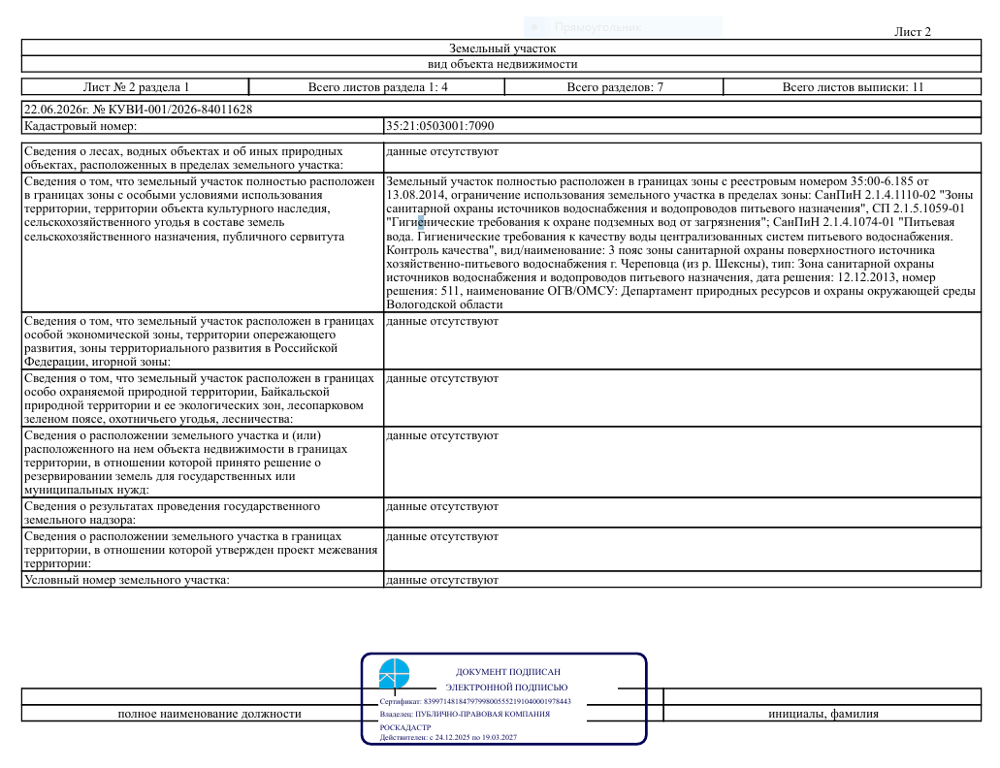 Прямоугольник
Лист 2
Земельный участок
вид объекта недвижимости
Лист № 2 раздела 1
Всего листов раздела 1: 4
Всего разделов: 7
Всего листов выписки: 11
22.06.2026г. № КУВИ-001/2026-84011628
Кадастровый номер:
35:21:0503001:7090
Сведения о лесах, водных объектах и об иных природных
объектах, расположенных в пределах земельного участка:
данные отсутствуют
Сведения о том, что земельный участок полностью расположен
в границах зоны с особыми условиями использования
территории, территории объекта культурного наследия,
сельскохозяйственного угодья в составе земель
сельскохозяйственного назначения, публичного сервитута
Земельный участок полностью расположен в границах зоны с реестровым номером 35:00-6.185 от
13.08.2014, ограничение использования земельного участка в пределах зоны: СанПиН 2.1.4.1110-02 "Зоны
санитарной охраны источников водоснабжения и водопроводов питьевого назначения", СП 2.1.5.1059-01
"Гигиенические требования к охране подземных вод от загрязнения"; СанПиН 2.1.4.1074-01 "Питьевая
вода. Гигиенические требования к качеству воды централизованных систем питьевого водоснабжения.
Контроль качества", вид/наименование: 3 пояс зоны санитарной охраны поверхностного источника
хозяйственно-питьевого водоснабжения г. Череповца (из р. Шексны), тип: Зона санитарной охраны
источников водоснабжения и водопроводов питьевого назначения, дата решения: 12.12.2013, номер
решения: 511, наименование ОГВ/ОМСУ: Департамент природных ресурсов и охраны окружающей среды
Вологодской области
Сведения о том, что земельный участок расположен в границах
особой экономической зоны, территории опережающего
развития, зоны территориального развития в Российской
Федерации, игорной зоны:
данные отсутствуют
Сведения о том, что земельный участок расположен в границах
особо охраняемой природной территории, Байкальской
природной территории и ее экологических зон, лесопарковом
зеленом поясе, охотничьего угодья, лесничества:
данные отсутствуют
Сведения о расположении земельного участка и (или)
расположенного на нем объекта недвижимости в границах
территории, в отношении которой принято решение о
резервировании земель для государственных или
муниципальных нужд:
данные отсутствуют
Сведения о результатах проведения государственного
земельного надзора:
данные отсутствуют
Сведения о расположении земельного участка в границах
территории, в отношении которой утвержден проект межевания
территории:
данные отсутствуют
Условный номер земельного участка:
данные отсутствуют
ДОКУМЕНТ ПОДПИСАН
ЭЛЕКТРОННОЙ ПОДПИСЬЮ
Сертификат: 83997148184797998005552191040001978443
Владелец: ПУБЛИЧНО-ПРАВОВАЯ КОМПАНИЯ
РОСКАДАСТР
Действителен: с 24.12.2025 по 19.03.2027
полное наименование должности
инициалы, фамилия